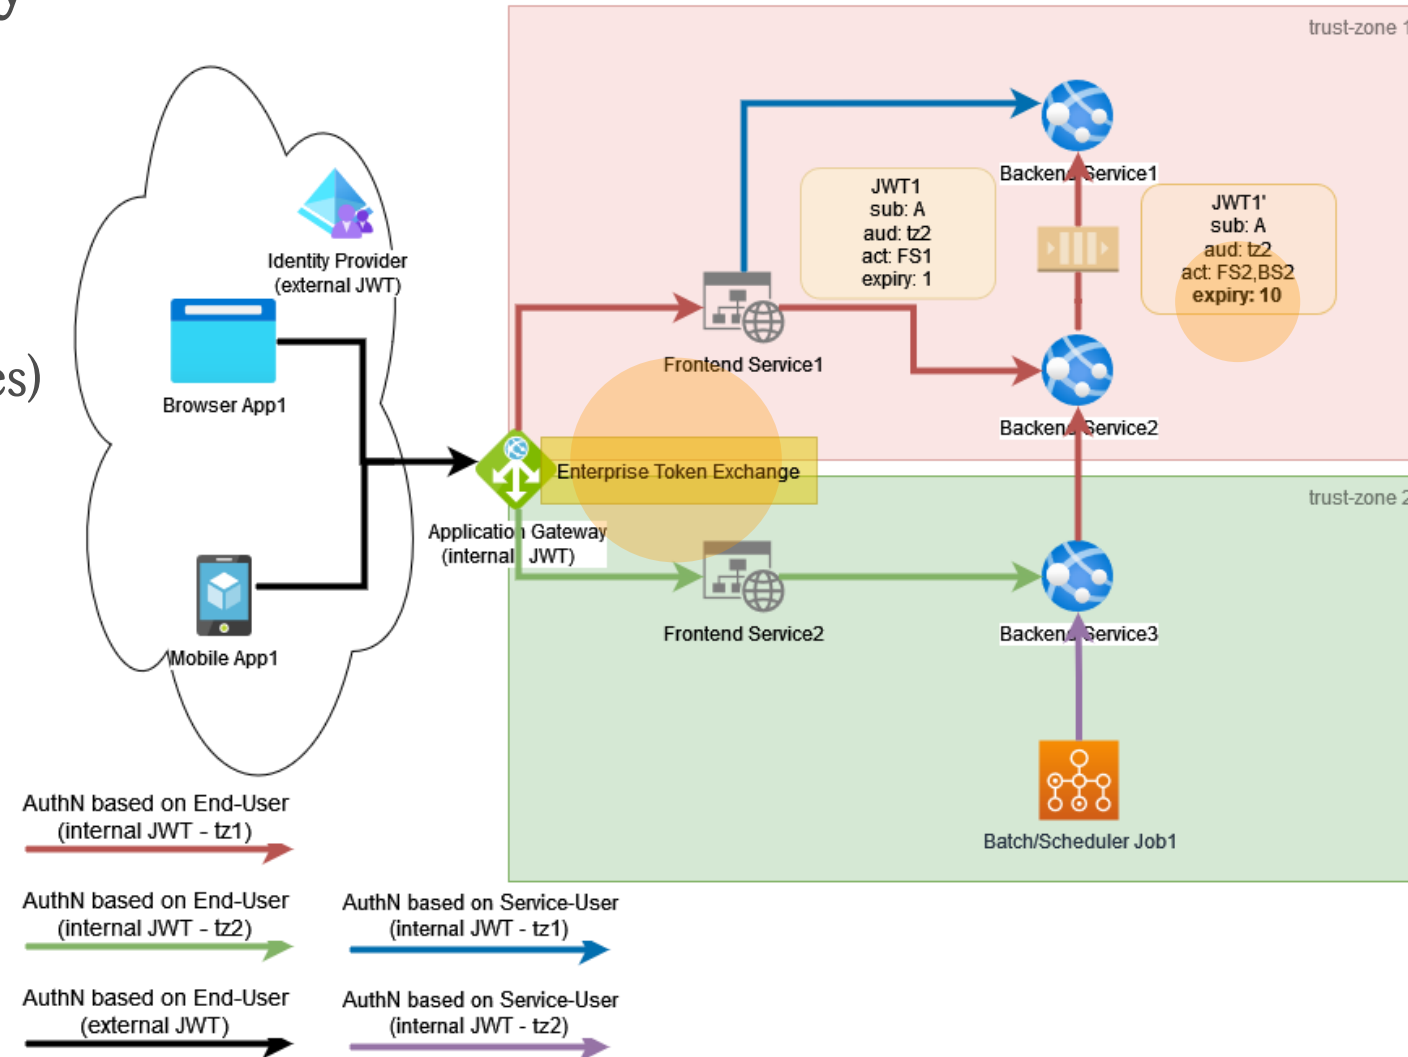 y
es)
trust-zone 1
Backend Service1
JWT1
sub: A
aud: tz2
act: FS1
expiry: 1
JWT1'
sub: A
aud: tz2
act: FS2,BS2
expiry: 10
Identity Provider
(external JWT)
Browser App1
Frontend Service1
Backend Service2
Enterprise Token Exchange
Application Gateway
(internal JWT)
trust-zone 2
Frontend Service2
Backend Service3
Mobile App1
Batch/Scheduler Job1
AuthN based on End-User
(internal JWT - tz1)
AuthN based on End-User
(internal JWT - tz2)
AuthN based on Service-User
(internal JWT - tz1)
AuthN based on End-User
(external JWT)
AuthN based on Service-User
(internal JWT - tz2)